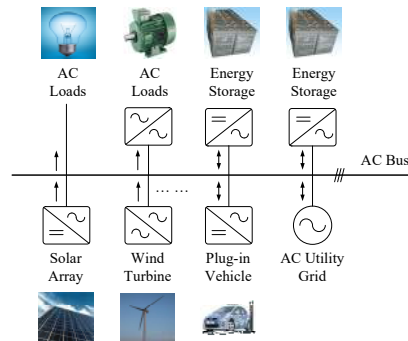 AC
Loads
AC
Loads
Energy
Storage
Energy
Storage
AC Bus
... ...
Solar
Array
Wind
Turbine
Plug-in
Vehicle
AC Utility
Grid